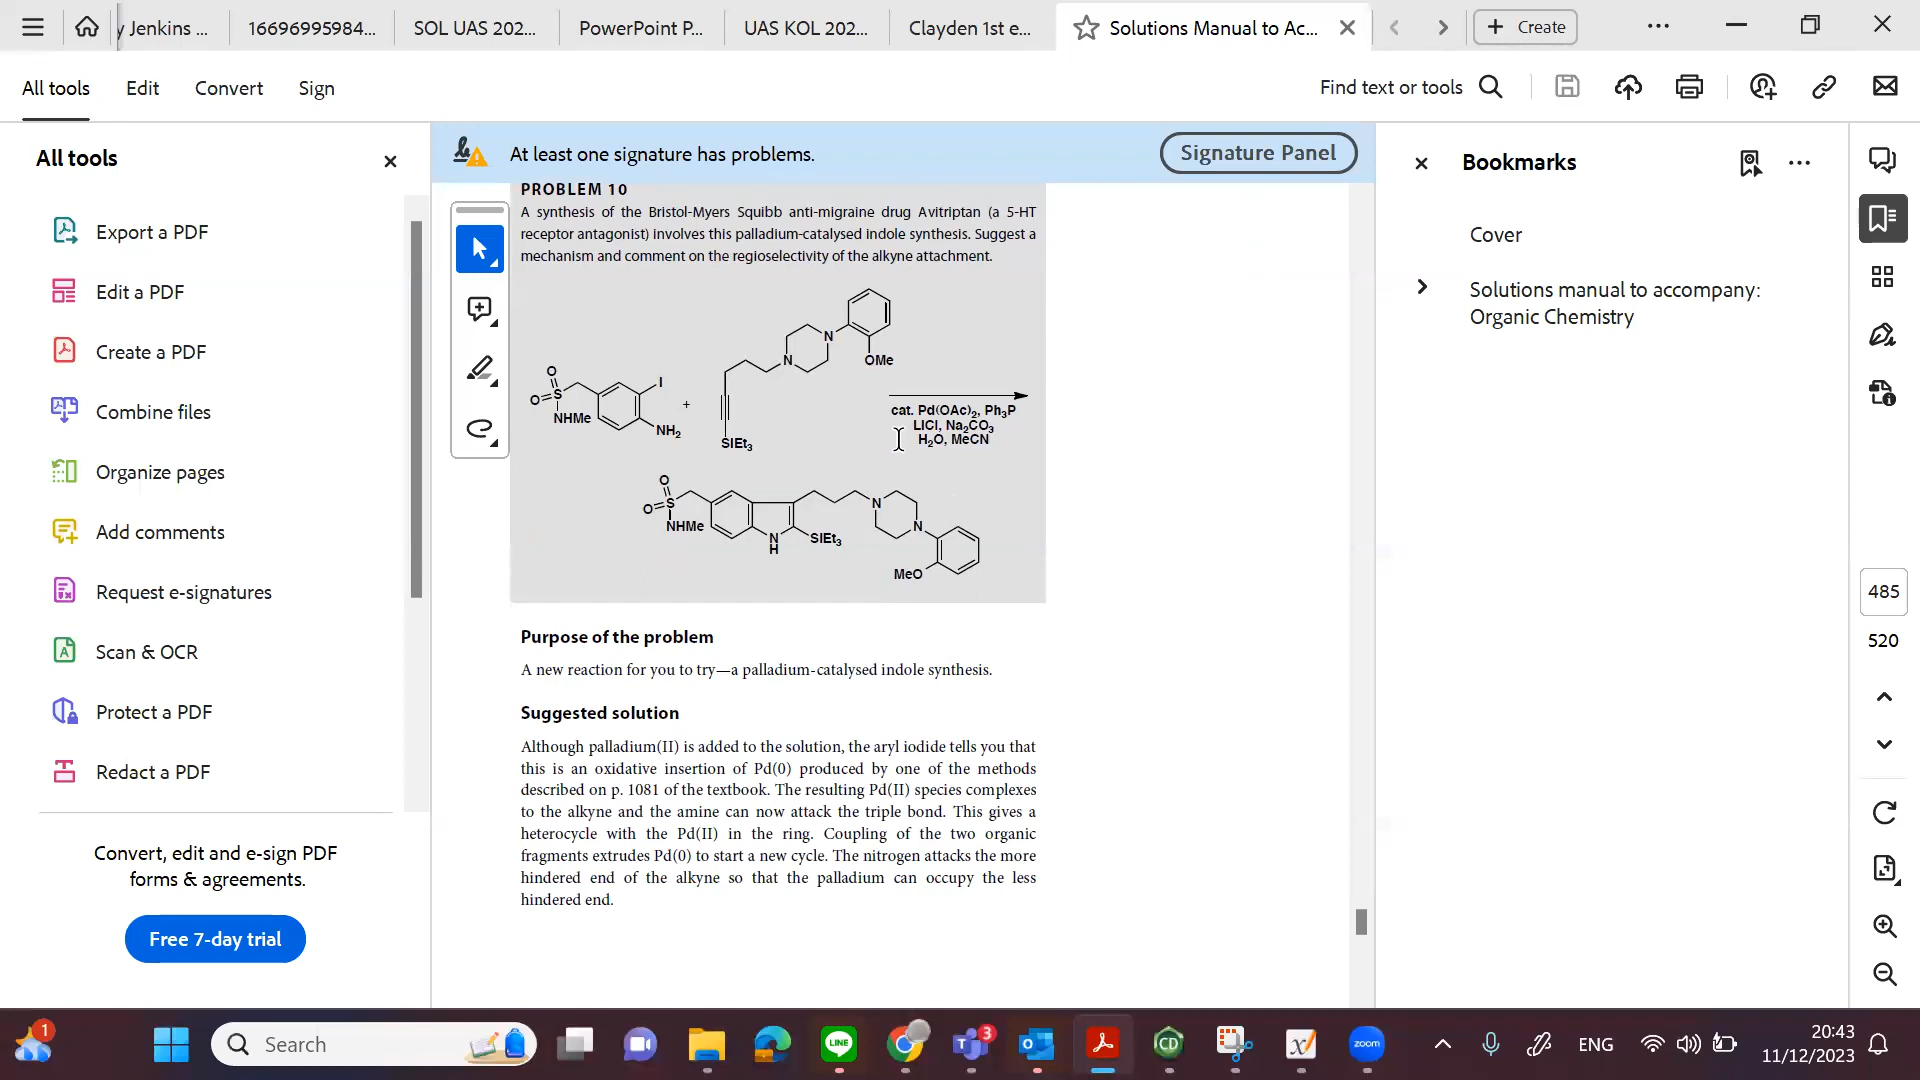 y Jenkins ...
16696995984...
SOL UAS 202...
PowerPoint P...
UAS KOL 202...
Clayden 1st e...
Solutions Manual to Ac...
Create
All tools
Edit
Convert
Sign
Find text or tools
All tools
Export a PDF
Edit a PDF
Create a PDF
Combine files
Organize pages
Add comments
Request e-signatures
Scan & OCR
Protect a PDF
Redact a PDF
Convert, edit and e-sign PDF
forms & agreements.
Free 7-day trial
At least one signature has problems.
Signature Panel
PROBLEM 10
A synthesis of the Bristol-Myers Squibb anti-migraine drug Avitriptan (a 5-HT
receptor antagonist) involves this palladium-catalysed indole synthesis. Suggest a
mechanism and comment on the regioselectivity of the alkyne attachment.
N
N
OMe
O
O
S
NHMe
I
NH2
+
SiEt3
cat. Pd(OAc)2, Ph3P
LiCl, Na2CO3
H2O, MeCN
O
O
S
NHMe
N
H
SiEt3
N
N
MeO
Purpose of the problem
A new reaction for you to try—a palladium-catalysed indole synthesis.
Suggested solution
Although palladium(II) is added to the solution, the aryl iodide tells you that
this is an oxidative insertion of Pd(0) produced by one of the methods
described on p. 1081 of the textbook. The resulting Pd(II) species complexes
to the alkyne and the amine can now attack the triple bond. This gives a
heterocycle with the Pd(II) in the ring. Coupling of the two organic
fragments extrudes Pd(0) to start a new cycle. The nitrogen attacks the more
hindered end of the alkyne so that the palladium can occupy the less
hindered end.
Bookmarks
Cover
Solutions manual to accompany:
Organic Chemistry
485
520
1
Search
LINE
3
CD
zoom
ENG
20:43
11/12/2023